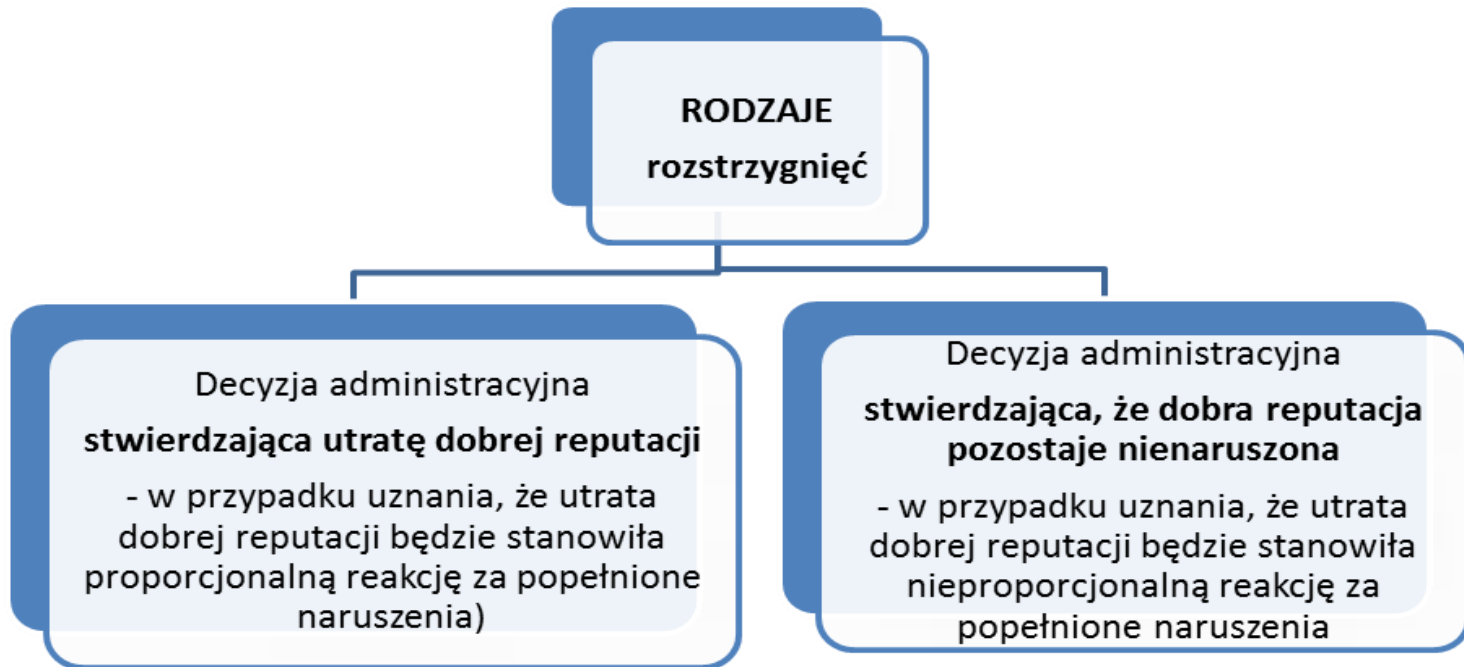 RODZAJE
rozstrzygnięć
Decyzja administracyjna
stwierdzająca utratę dobrej reputacji
- w przypadku uznania, że utrata
dobrej reputacji będzie stanowiła
proporcjonalną reakcję za popełnione
naruszenia)
Decyzja administracyjna
stwierdzająca, że dobra reputacja
pozostaje nienaruszona
- w przypadku uznania, że utrata
dobrej reputacji będzie stanowiła
nieproporcjonalną reakcję za
popełnione naruszenia